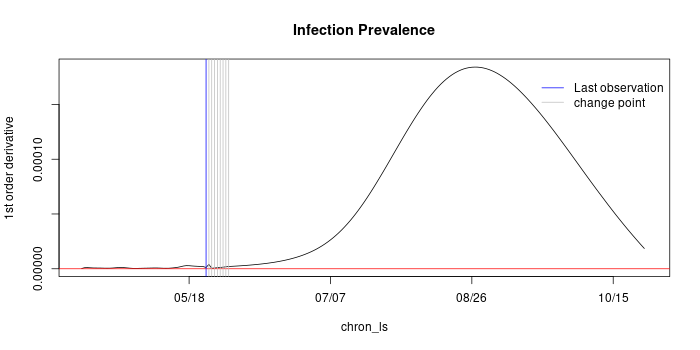 Infection Prevalence
1st order derivative
0.00010
0.00000
Last observation
change point
05/18 07/07 08/26 10/15
chron_ls